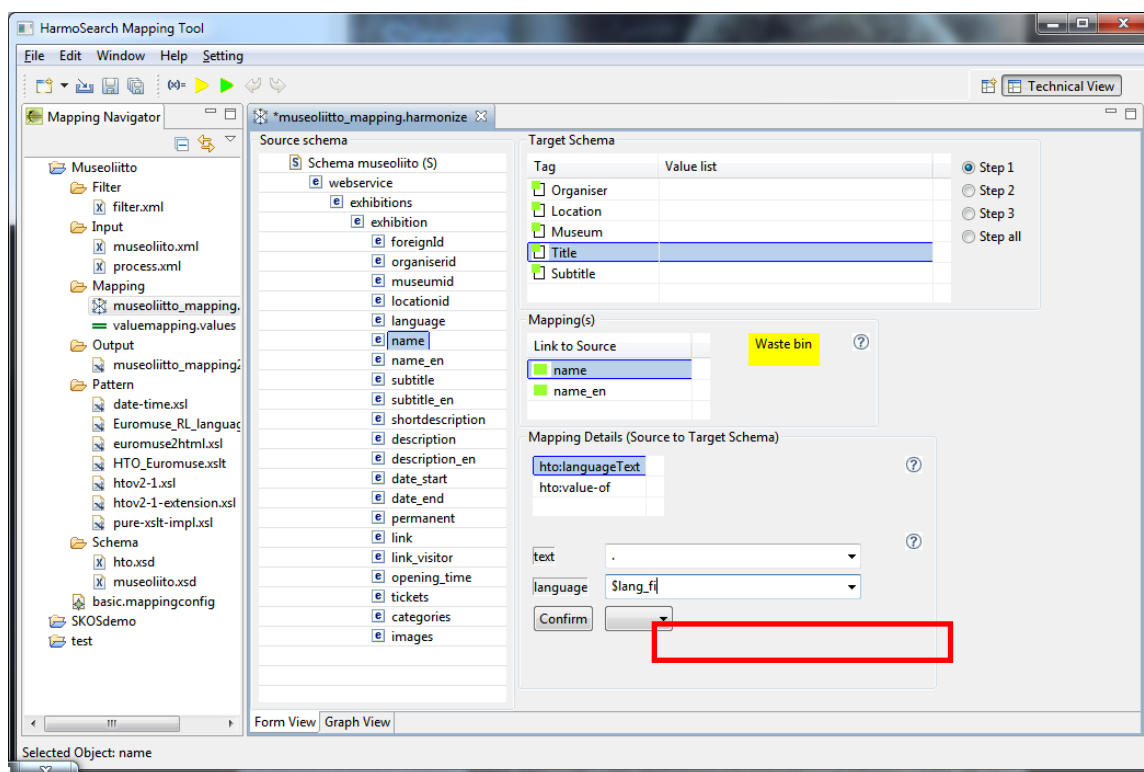 HarmoSearch Mapping Tool
File Edit Window Help Setting
(x)= Technical View
Mapping Navigator
Museoliitto
Filter
filter.xml
Input
museoliito.xml
process.xml
Mapping
museoliitto_mapping.
valuemapping.values
Output
museoliitto_mapping2
Pattern
date-time.xsl
Euromuse_RL_languag
euromuse2html.xsl
HTO_Euromuse.xslt
htov2-1.xsl
htov2-1-extension.xsl
pure-xslt-impl.xsl
Schema
hto.xsd
museoliito.xsd
basic.mappingconfig
SKOSdemo
test
*museoliitto_mapping.harmonize
Source schema
Schema museoliito (S)
webservice
exhibitions
exhibition
foreignId
organiserid
museumid
locationid
language
name
name_en
subtitle
subtitle_en
shortdescription
description
description_en
date_start
date_end
permanent
link
link_visitor
opening_time
tickets
categories
images
Form View Graph View
Target Schema
Tag Value list
Organiser
Location
Museum
Title
Subtitle
Step 1
Step 2
Step 3
Step all
Mapping(s)
Link to Source
name
name_en
Waste bin
?
Mapping Details (Source to Target Schema)
hto:languageText
hto:value-of
?
?
text .
language $lang_fi
Confirm
Selected Object: name